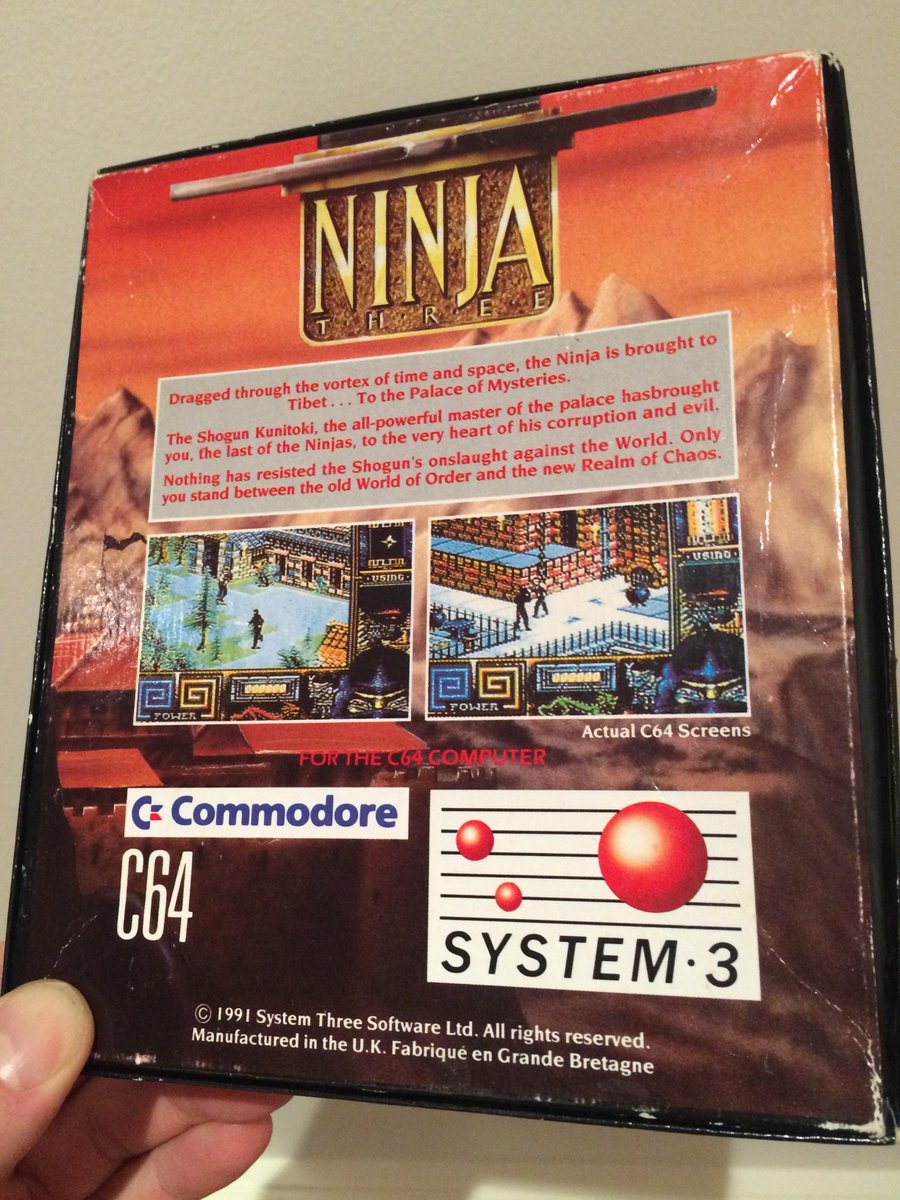 NINJA
THREE
Dragged through the vortex of time and space, the Ninja is brought to
Tibet . . . To the Palace of Mysteries.
The Shogun Kunitoki, the all-powerful master of the palace hasbrought
you, the last of the Ninjas, to the very heart of his corruption and evil.
Nothing has resisted the Shogun's onslaught against the World. Only
you stand between the old World of Order and the new Realm of Chaos.
USING
POWER
USING
POWER
Actual C64 Screens
FOR THE C64 COMPUTER
Commodore
C64
SYSTEM·3
© 1991 System Three Software Ltd. All rights reserved.
Manufactured in the U.K. Fabriqué en Grande Bretagne